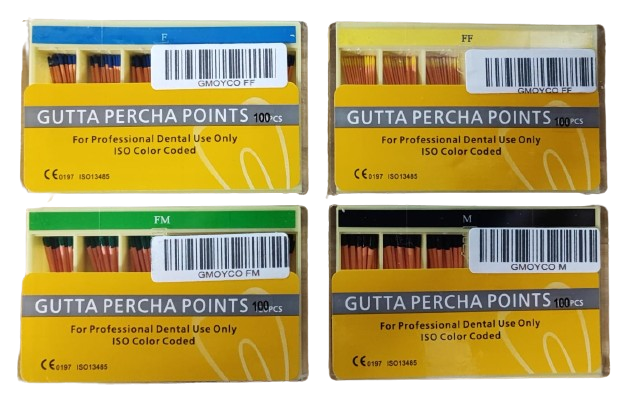 F
GMOYCO FF
GUTTA PERCHA POINTS 100PCS
For Professional Dental Use Only
ISO Color Coded
CE0197 ISO13485
FF
GMOYCO FF
GUTTA PERCHA POINTS 100PCS
For Professional Dental Use Only
ISO Color Coded
CE0197 ISO13485
FM
GMOYCO FM
GUTTA PERCHA POINTS 100PCS
For Professional Dental Use Only
ISO Color Coded
CE0197 ISO13485
M
GMOYCO M
GUTTA PERCHA POINTS 100PCS
For Professional Dental Use Only
ISO Color Coded
CE0197 ISO13485